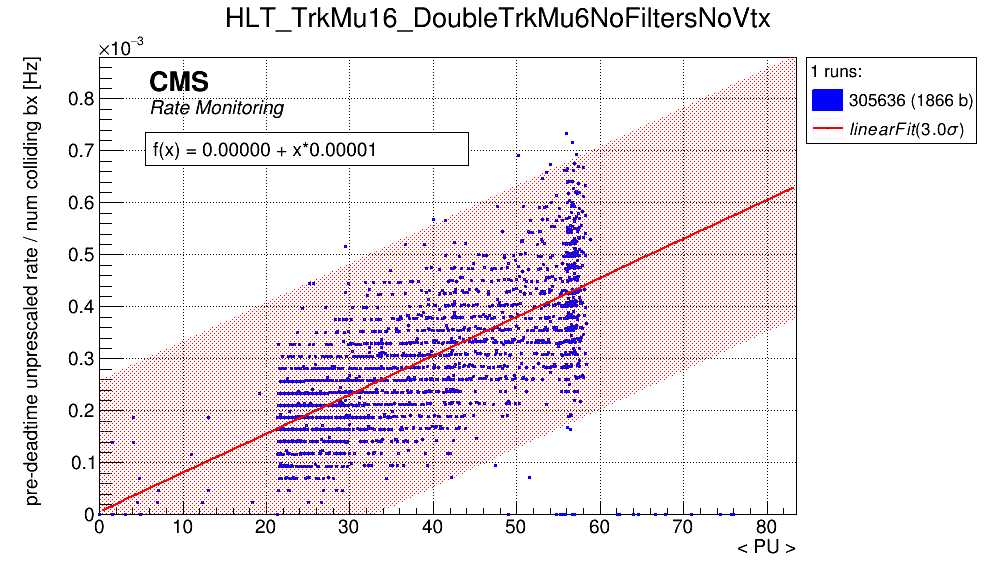 HLT_TrkMu16_DoubleTrkMu6NoFiltersNoVtx
×10⁻³
pre-deadtime unprescaled rate / num colliding bx [Hz]
CMS
Rate Monitoring
f(x) = 0.00000 + x*0.00001
0.8
0.7
0.6
0.5
0.4
0.3
0.2
0.1
0
0 10 20 30 40 50 60 70 80
< PU >
1 runs:
305636 (1866 b)
linearFit(3.0σ)